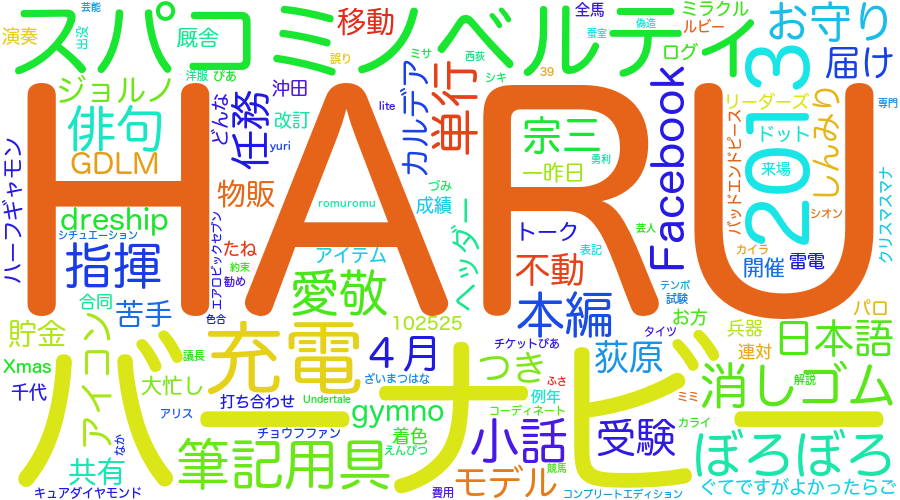 スパコミ
ノベルティ
芸能
出没
演奏
厩舎
移動
全馬
偽造
ミラクル
ルビー
お守り
届け
ログ
蚕室
西荻
ミサ
誤り
洋服
ぴあ
シキ
39
ジョルノ
俳句
GDLM
どんな
任務
沖田
改訂
yuri
lite
カルデア
単行
宗三
勇利
一昨日
Facebook
リーダーズ
バッドエンドピース
ドット
来場
2013
しんみり
専門
HARU
ハーフギャモン
dreship
物販
romuromu
づみ
成績
ヘッダー
トーク
芸人
表記
カイラ
シオン
クリスマスマナ
シチュエーション
エアロビックセブン
たね
約束
勧め
指揮
合同
苦手
色合
アイテム
愛敬
不動
テンポ
試験
開催
雷電
本編
102525
お方
タイツ
兵器
連対
パロ
日本語
貯金
議長
充電
4月
チケットぴあ
Xmas
千代
アイコン
大忙し
打ち合わせ
Undertale
ざいまつはな
つき
ふさ
荻原
ミミ
解説
消しゴム
バーナビー
アリス
なか
共有
チョウフファン
gymno
着色
えんぴつ
例年
コーディネート
小話
受験
カライ
ぼろぼろ
キュアダイヤモンド
筆記用具
費用
モデル
競馬
コンプリートエディション
ぐてですがよかったらご